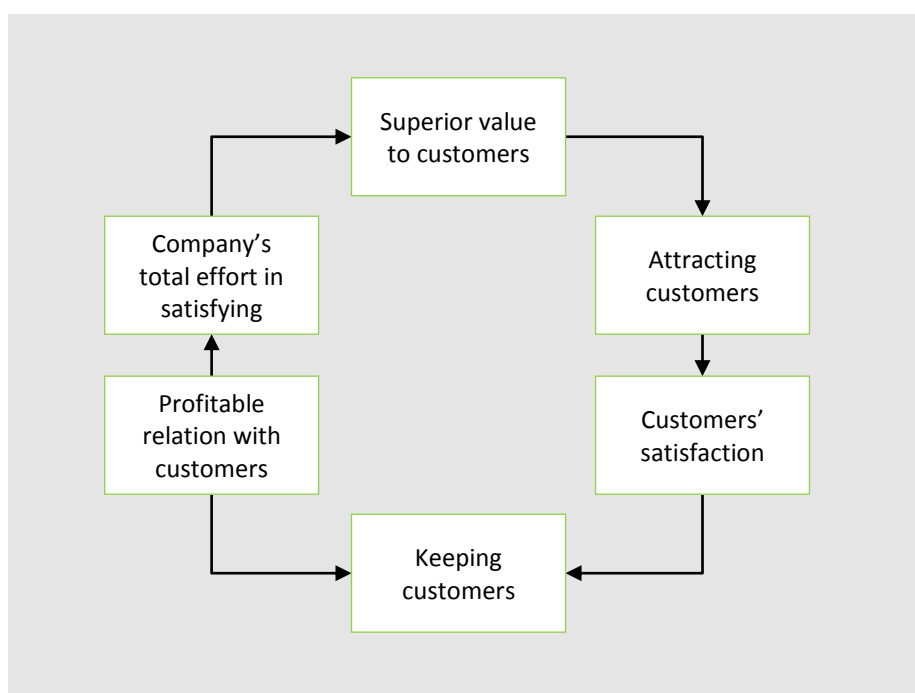 Superior value
to customers
Company’s
total effort in
satisfying
Attracting
customers
Profitable
relation with
customers
Customers’
satisfaction
Keeping
customers